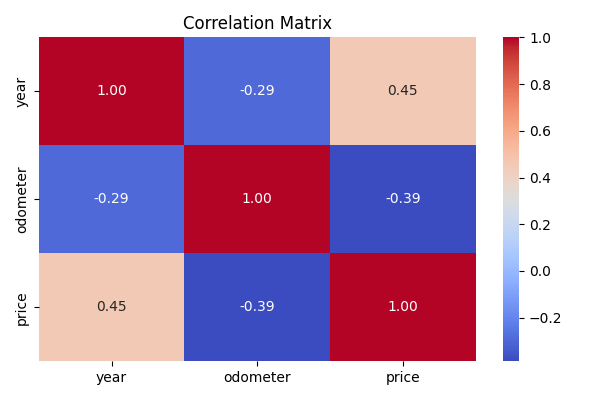 Correlation Matrix
year
1.00
-0.29
0.45
odometer
-0.29
1.00
-0.39
price
0.45
-0.39
1.00
year
odometer
price
1.0
0.8
0.6
0.4
0.2
0.0
−0.2